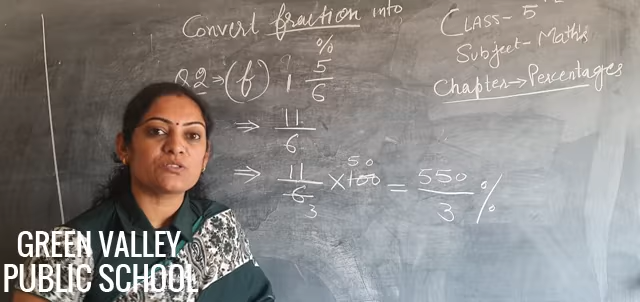 Convert fraction into
%
Q2 → (f) 1 5/6
⇒ 11/6
⇒ 11/6 × 100 = 550/3 %
50
3
CLASS- 5th
Subject- Maths
Chapter → Percentages
GREEN VALLEY
PUBLIC SCHOOL